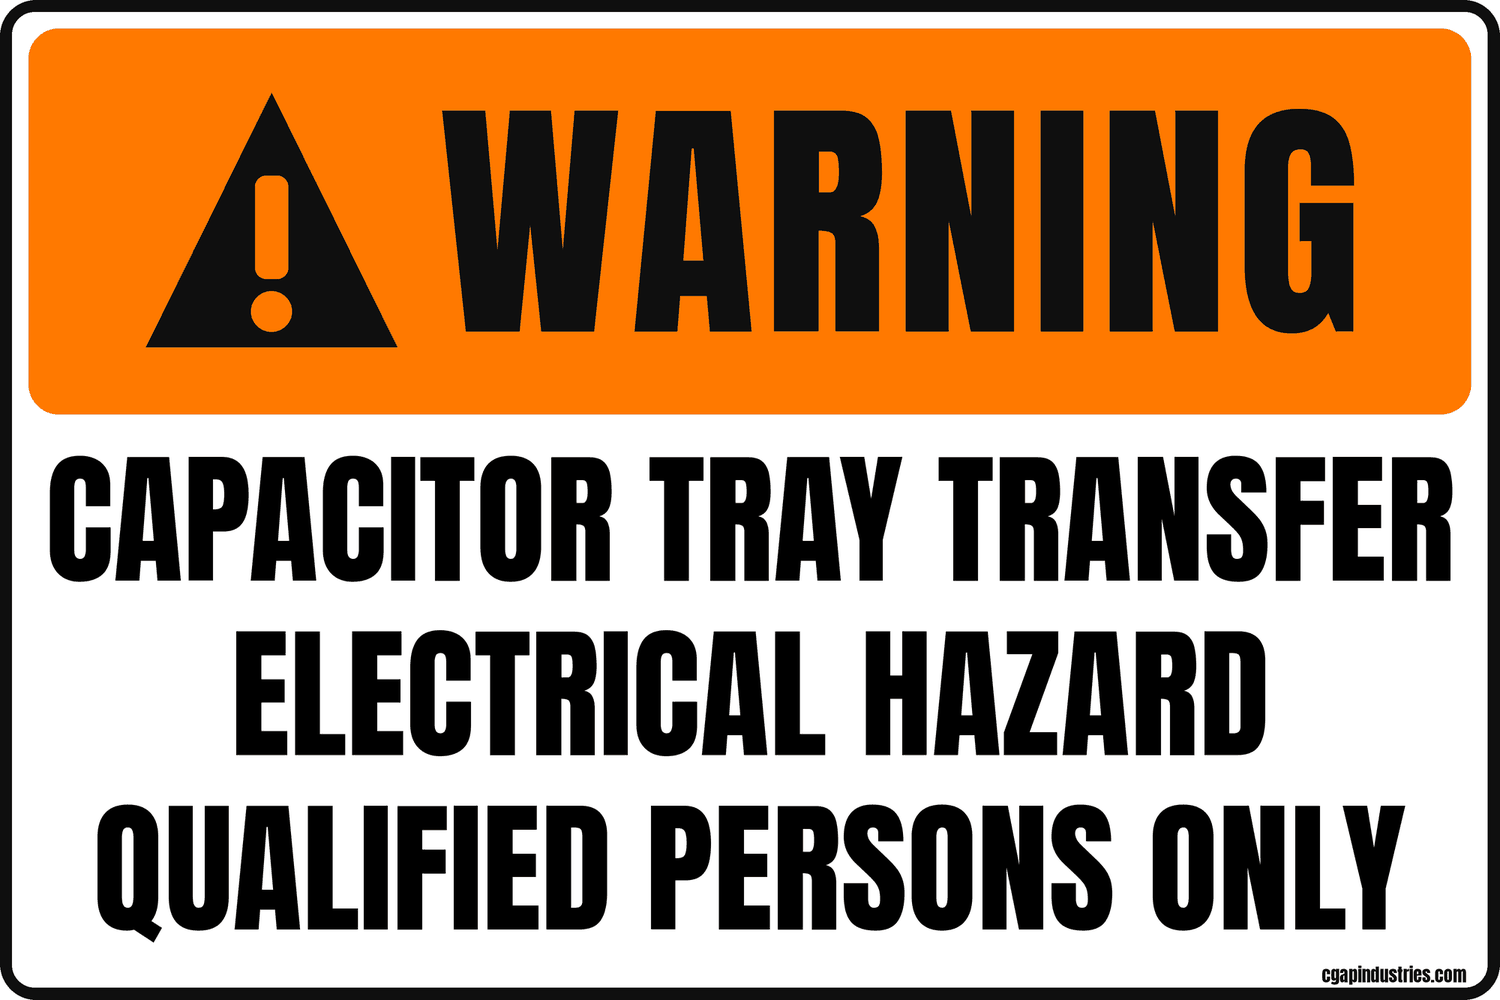 WARNING
CAPACITOR TRAY TRANSFER
ELECTRICAL HAZARD
QUALIFIED PERSONS ONLY
cgapindustries.com